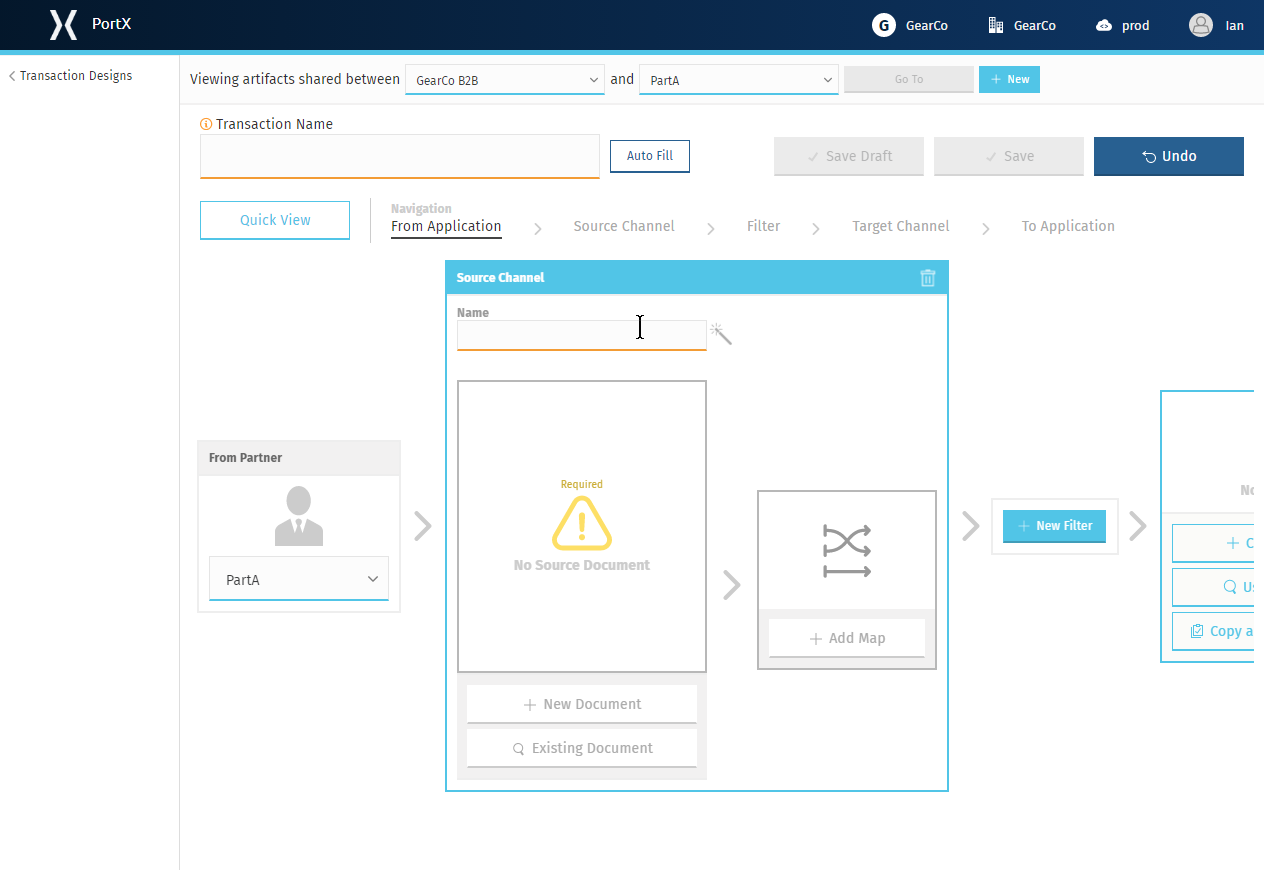 PortX
GearCo
GearCo
prod
Ian
Transaction Designs
Viewing artifacts shared between
GearCo B2B
and
PartA
Go To
New
Transaction Name
Auto Fill
Save Draft
Save
Undo
Quick View
Navigation
From Application
Source Channel
Filter
Target Channel
To Application
Source Channel
Name
From Partner
PartA
Required
No Source Document
New Document
Existing Document
Add Map
New Filter
Copy a